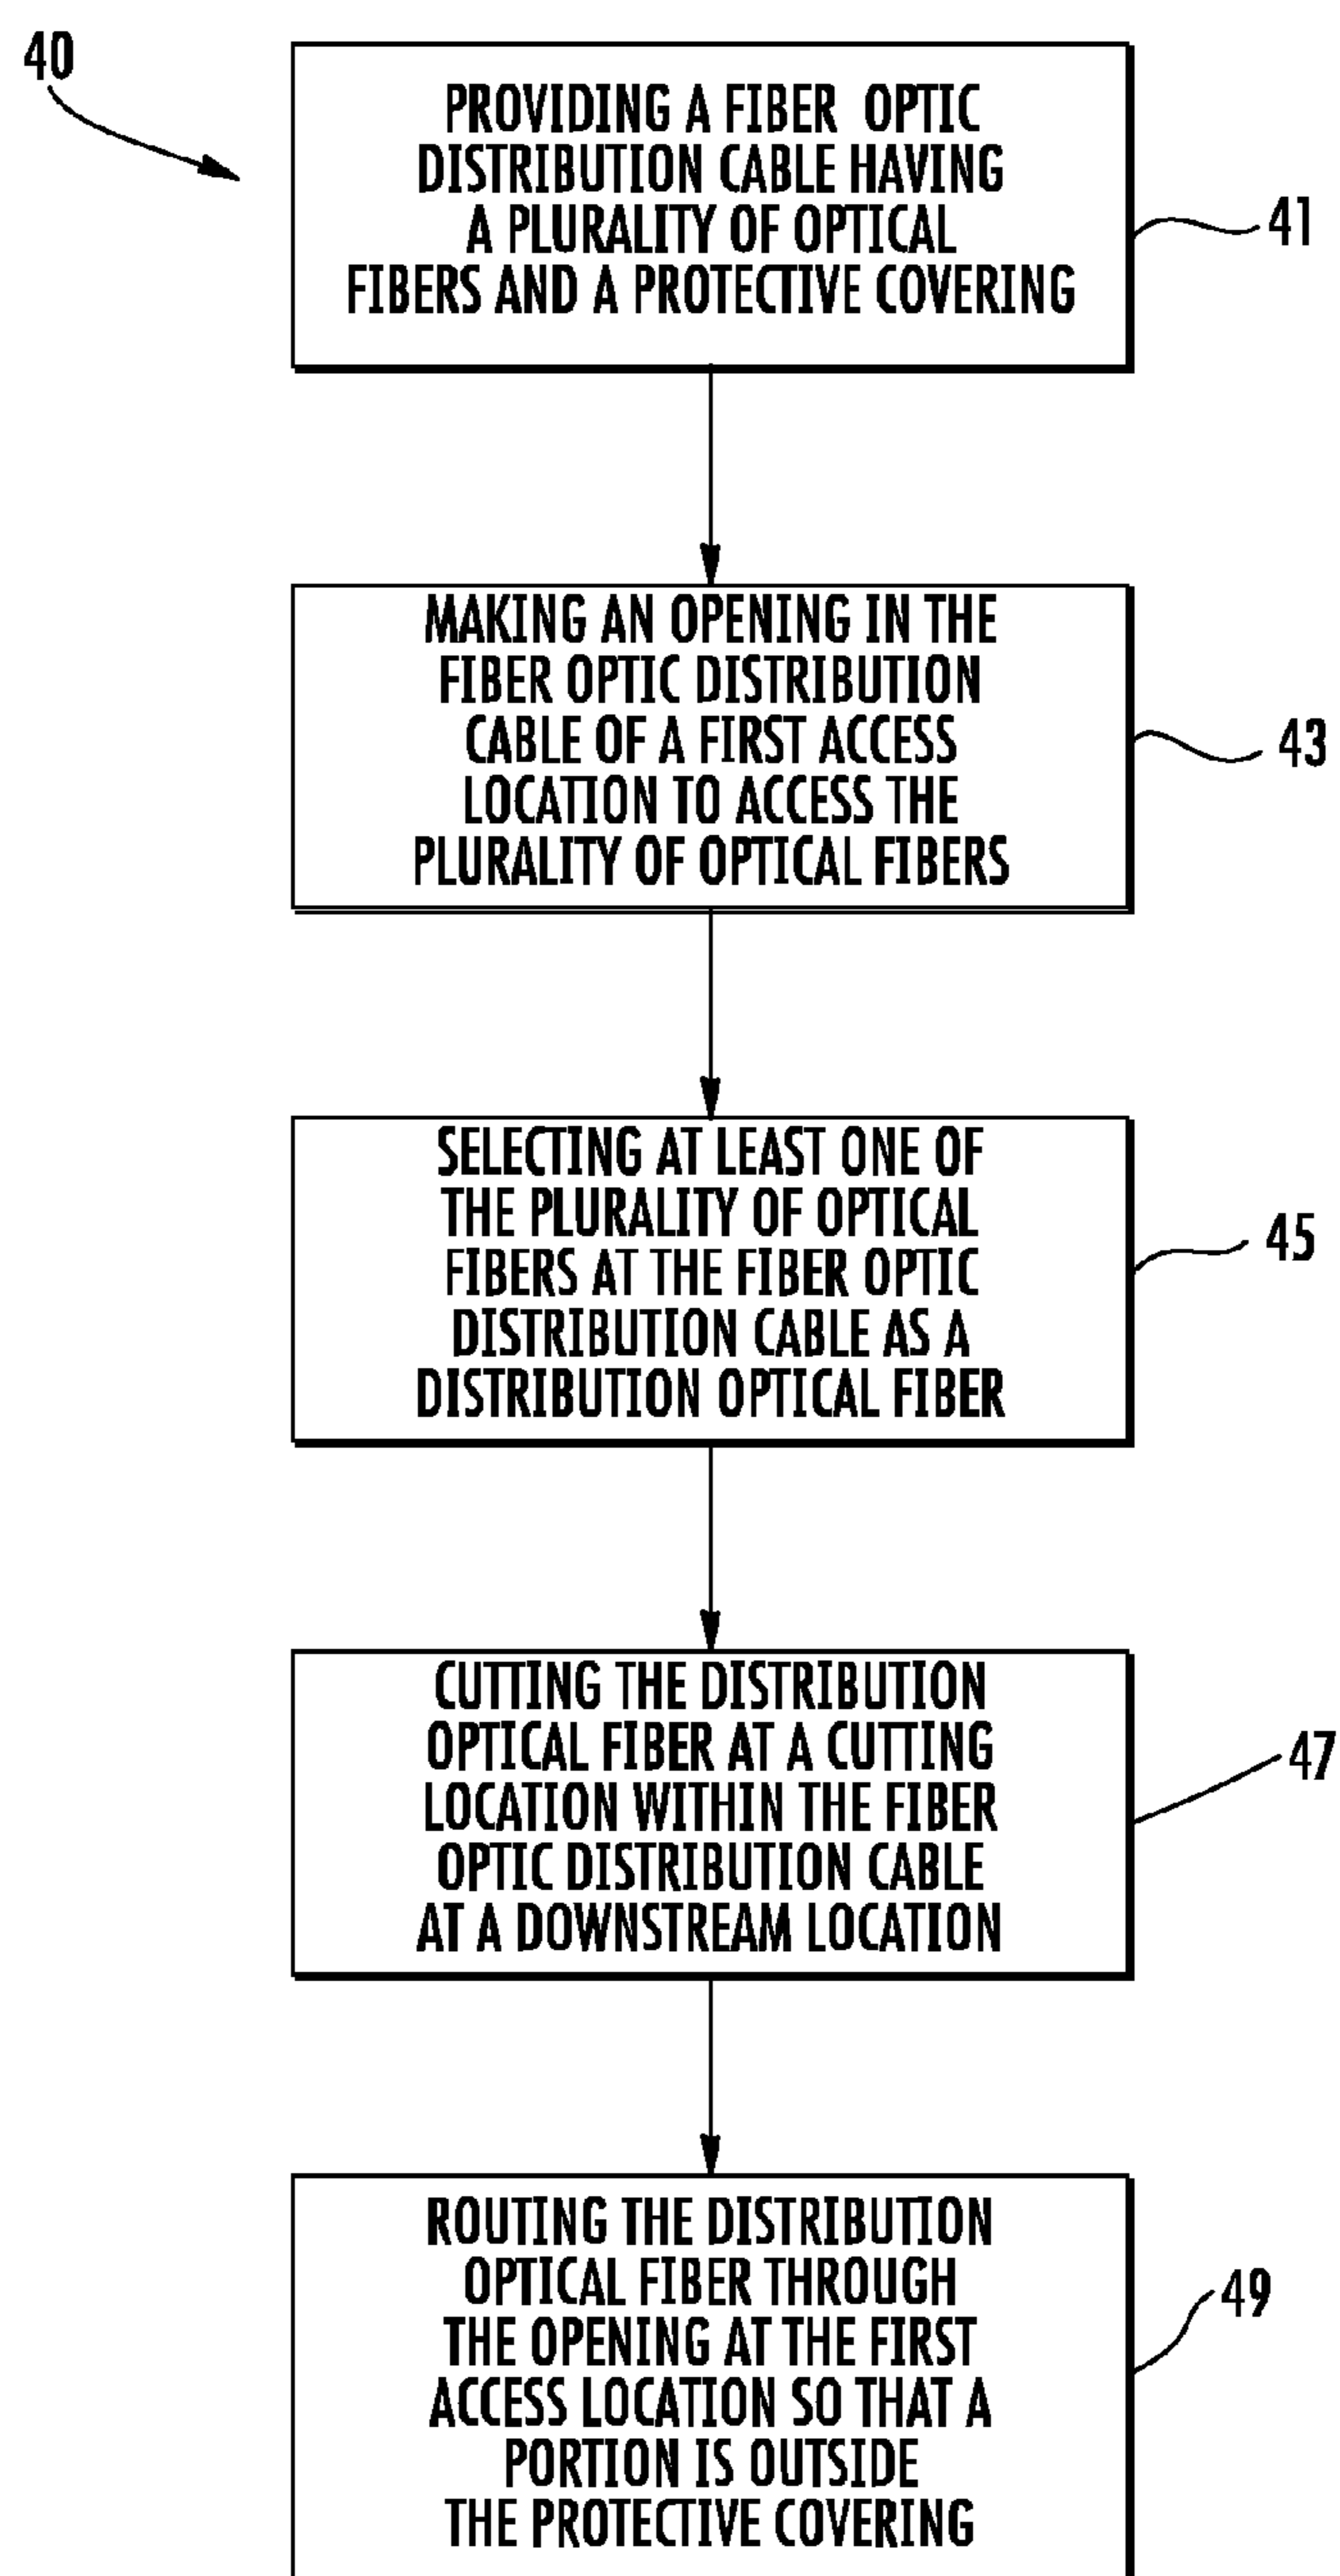 40
PROVIDING A FIBER OPTIC
DISTRIBUTION CABLE HAVING
A PLURALITY OF OPTICAL
FIBERS AND A PROTECTIVE COVERING
41
MAKING AN OPENING IN THE
FIBER OPTIC DISTRIBUTION
CABLE OF A FIRST ACCESS
LOCATION TO ACCESS THE
PLURALITY OF OPTICAL FIBERS
43
SELECTING AT LEAST ONE OF
THE PLURALITY OF OPTICAL
FIBERS AT THE FIBER OPTIC
DISTRIBUTION CABLE AS A
DISTRIBUTION OPTICAL FIBER
45
CUTTING THE DISTRIBUTION
OPTICAL FIBER AT A CUTTING
LOCATION WITHIN THE FIBER
OPTIC DISTRIBUTION CABLE
AT A DOWNSTREAM LOCATION
47
ROUTING THE DISTRIBUTION
OPTICAL FIBER THROUGH
THE OPENING AT THE FIRST
ACCESS LOCATION SO THAT A
PORTION IS OUTSIDE
THE PROTECTIVE COVERING
49